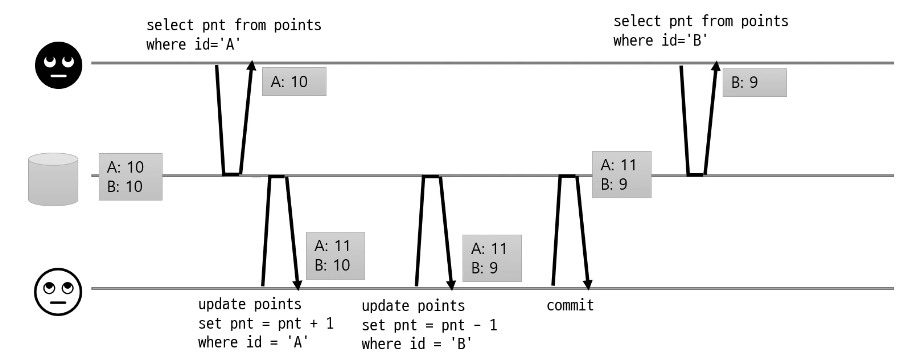 select pnt from points
where id='A'
select pnt from points
where id='B'
A: 10
B: 9
A: 10
B: 10
A: 11
B: 9
A: 11
B: 10
A: 11
B: 9
update points
set pnt = pnt + 1
where id = 'A'
update points
set pnt = pnt - 1
where id = 'B'
commit